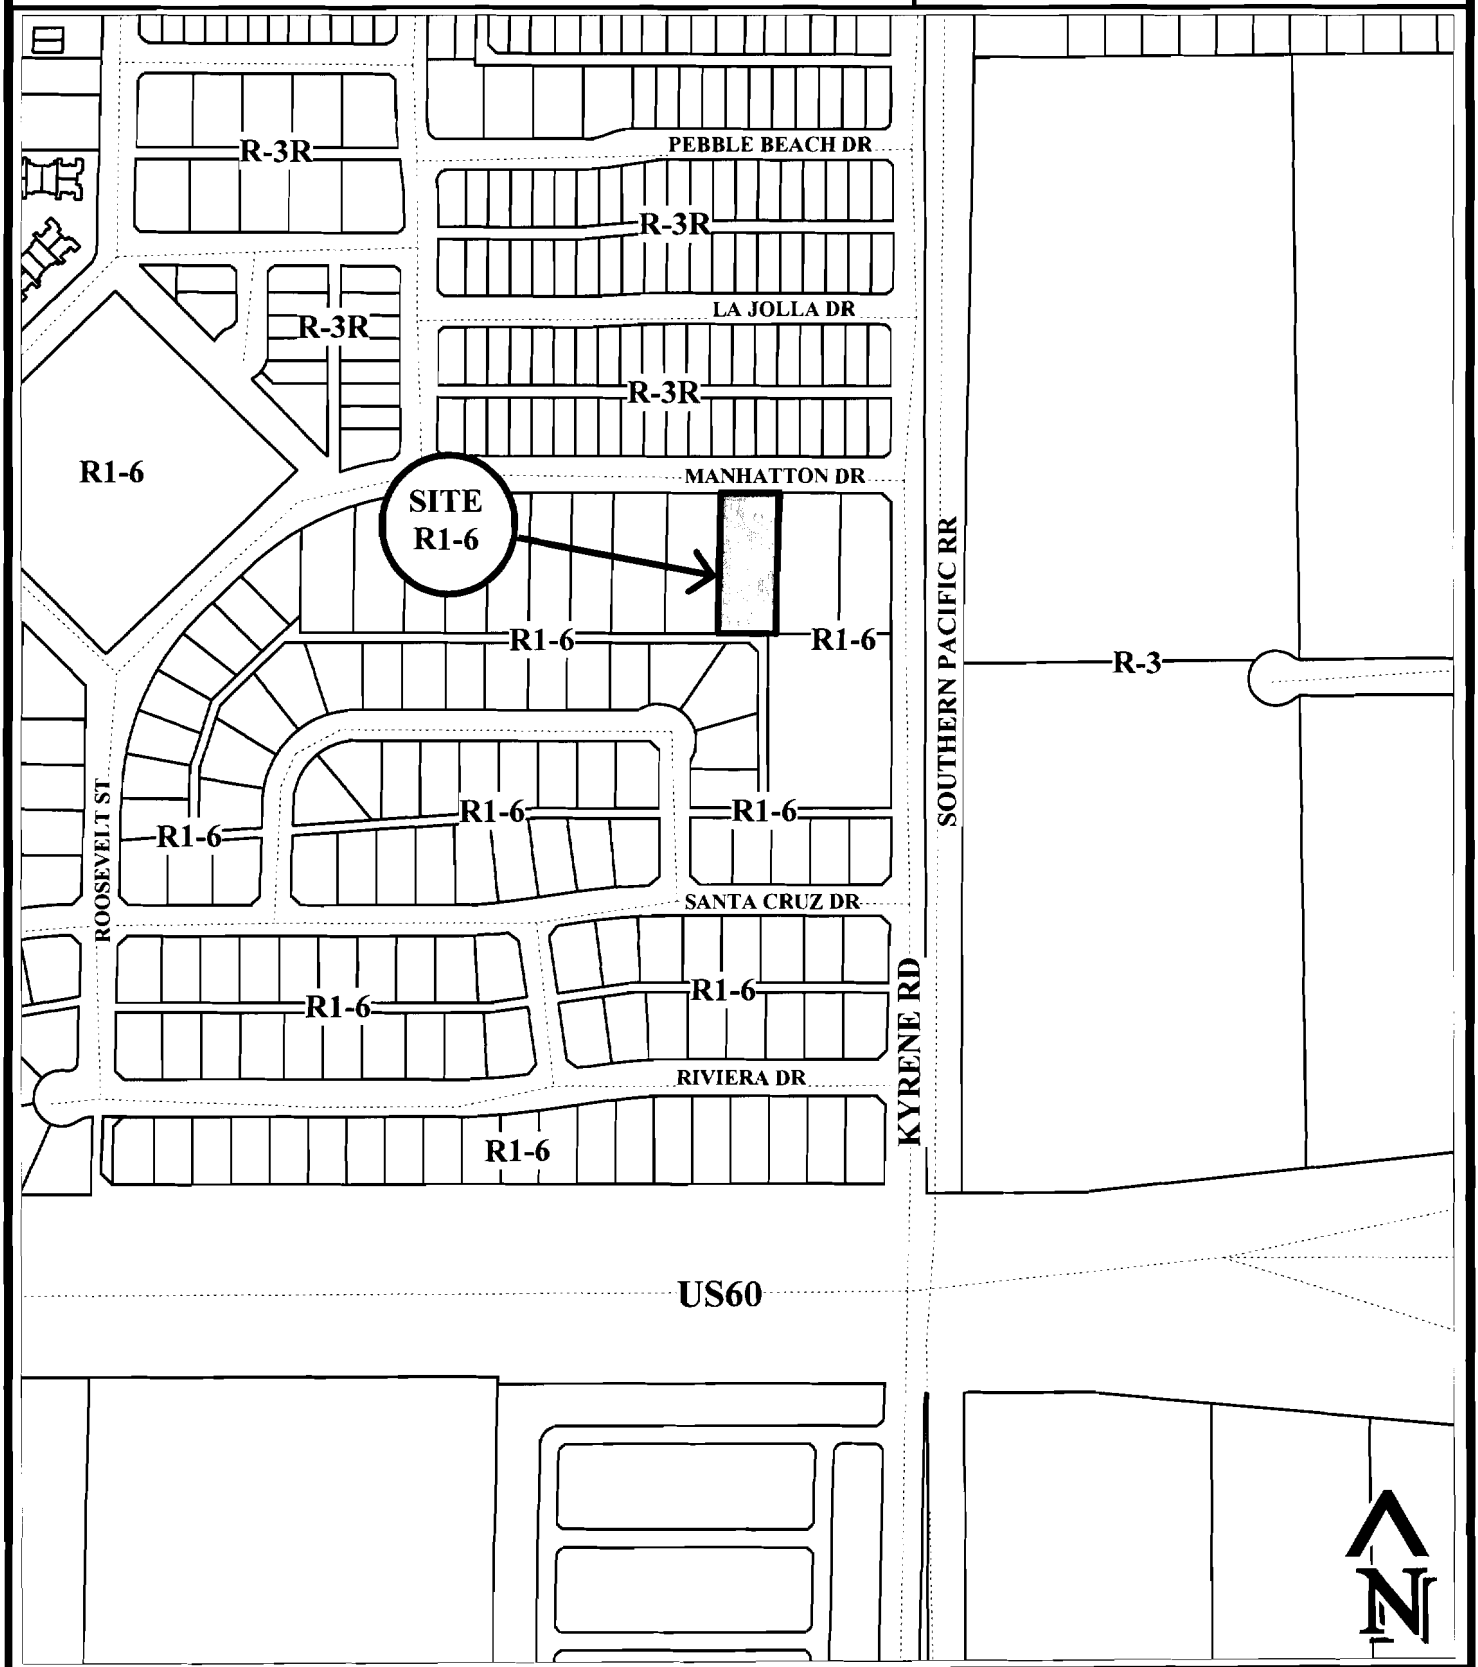 R-3R
PEBBLE BEACH DR
R-3R
LA JOLLA DR
R-3R
R-3R
R1-6
MANHATTON DR
SITE
R1-6
SOUTHERN PACIFIC RR
R1-6
R1-6
R-3
ROOSEVELT ST
R1-6
R1-6
R1-6
SANTA CRUZ DR
R1-6
R1-6
KYRENE RD
RIVIERA DR
R1-6
US60
N